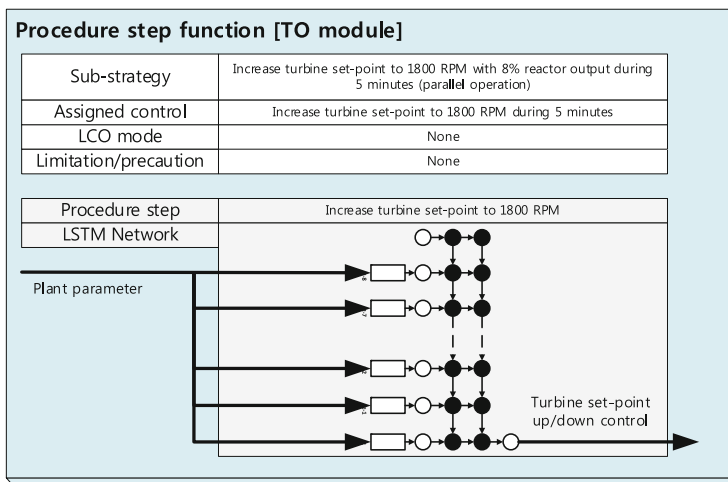 Procedure step function [TO module]
Sub-strategy
Increase turbine set-point to 1800 RPM with 8% reactor output during
5 minutes (parallel operation)
Assigned control
Increase turbine set-point to 1800 RPM during 5 minutes
LCO mode
None
Limitation/precaution
None
Procedure step
Increase turbine set-point to 1800 RPM
LSTM Network
Plant parameter
Turbine set-point
up/down control